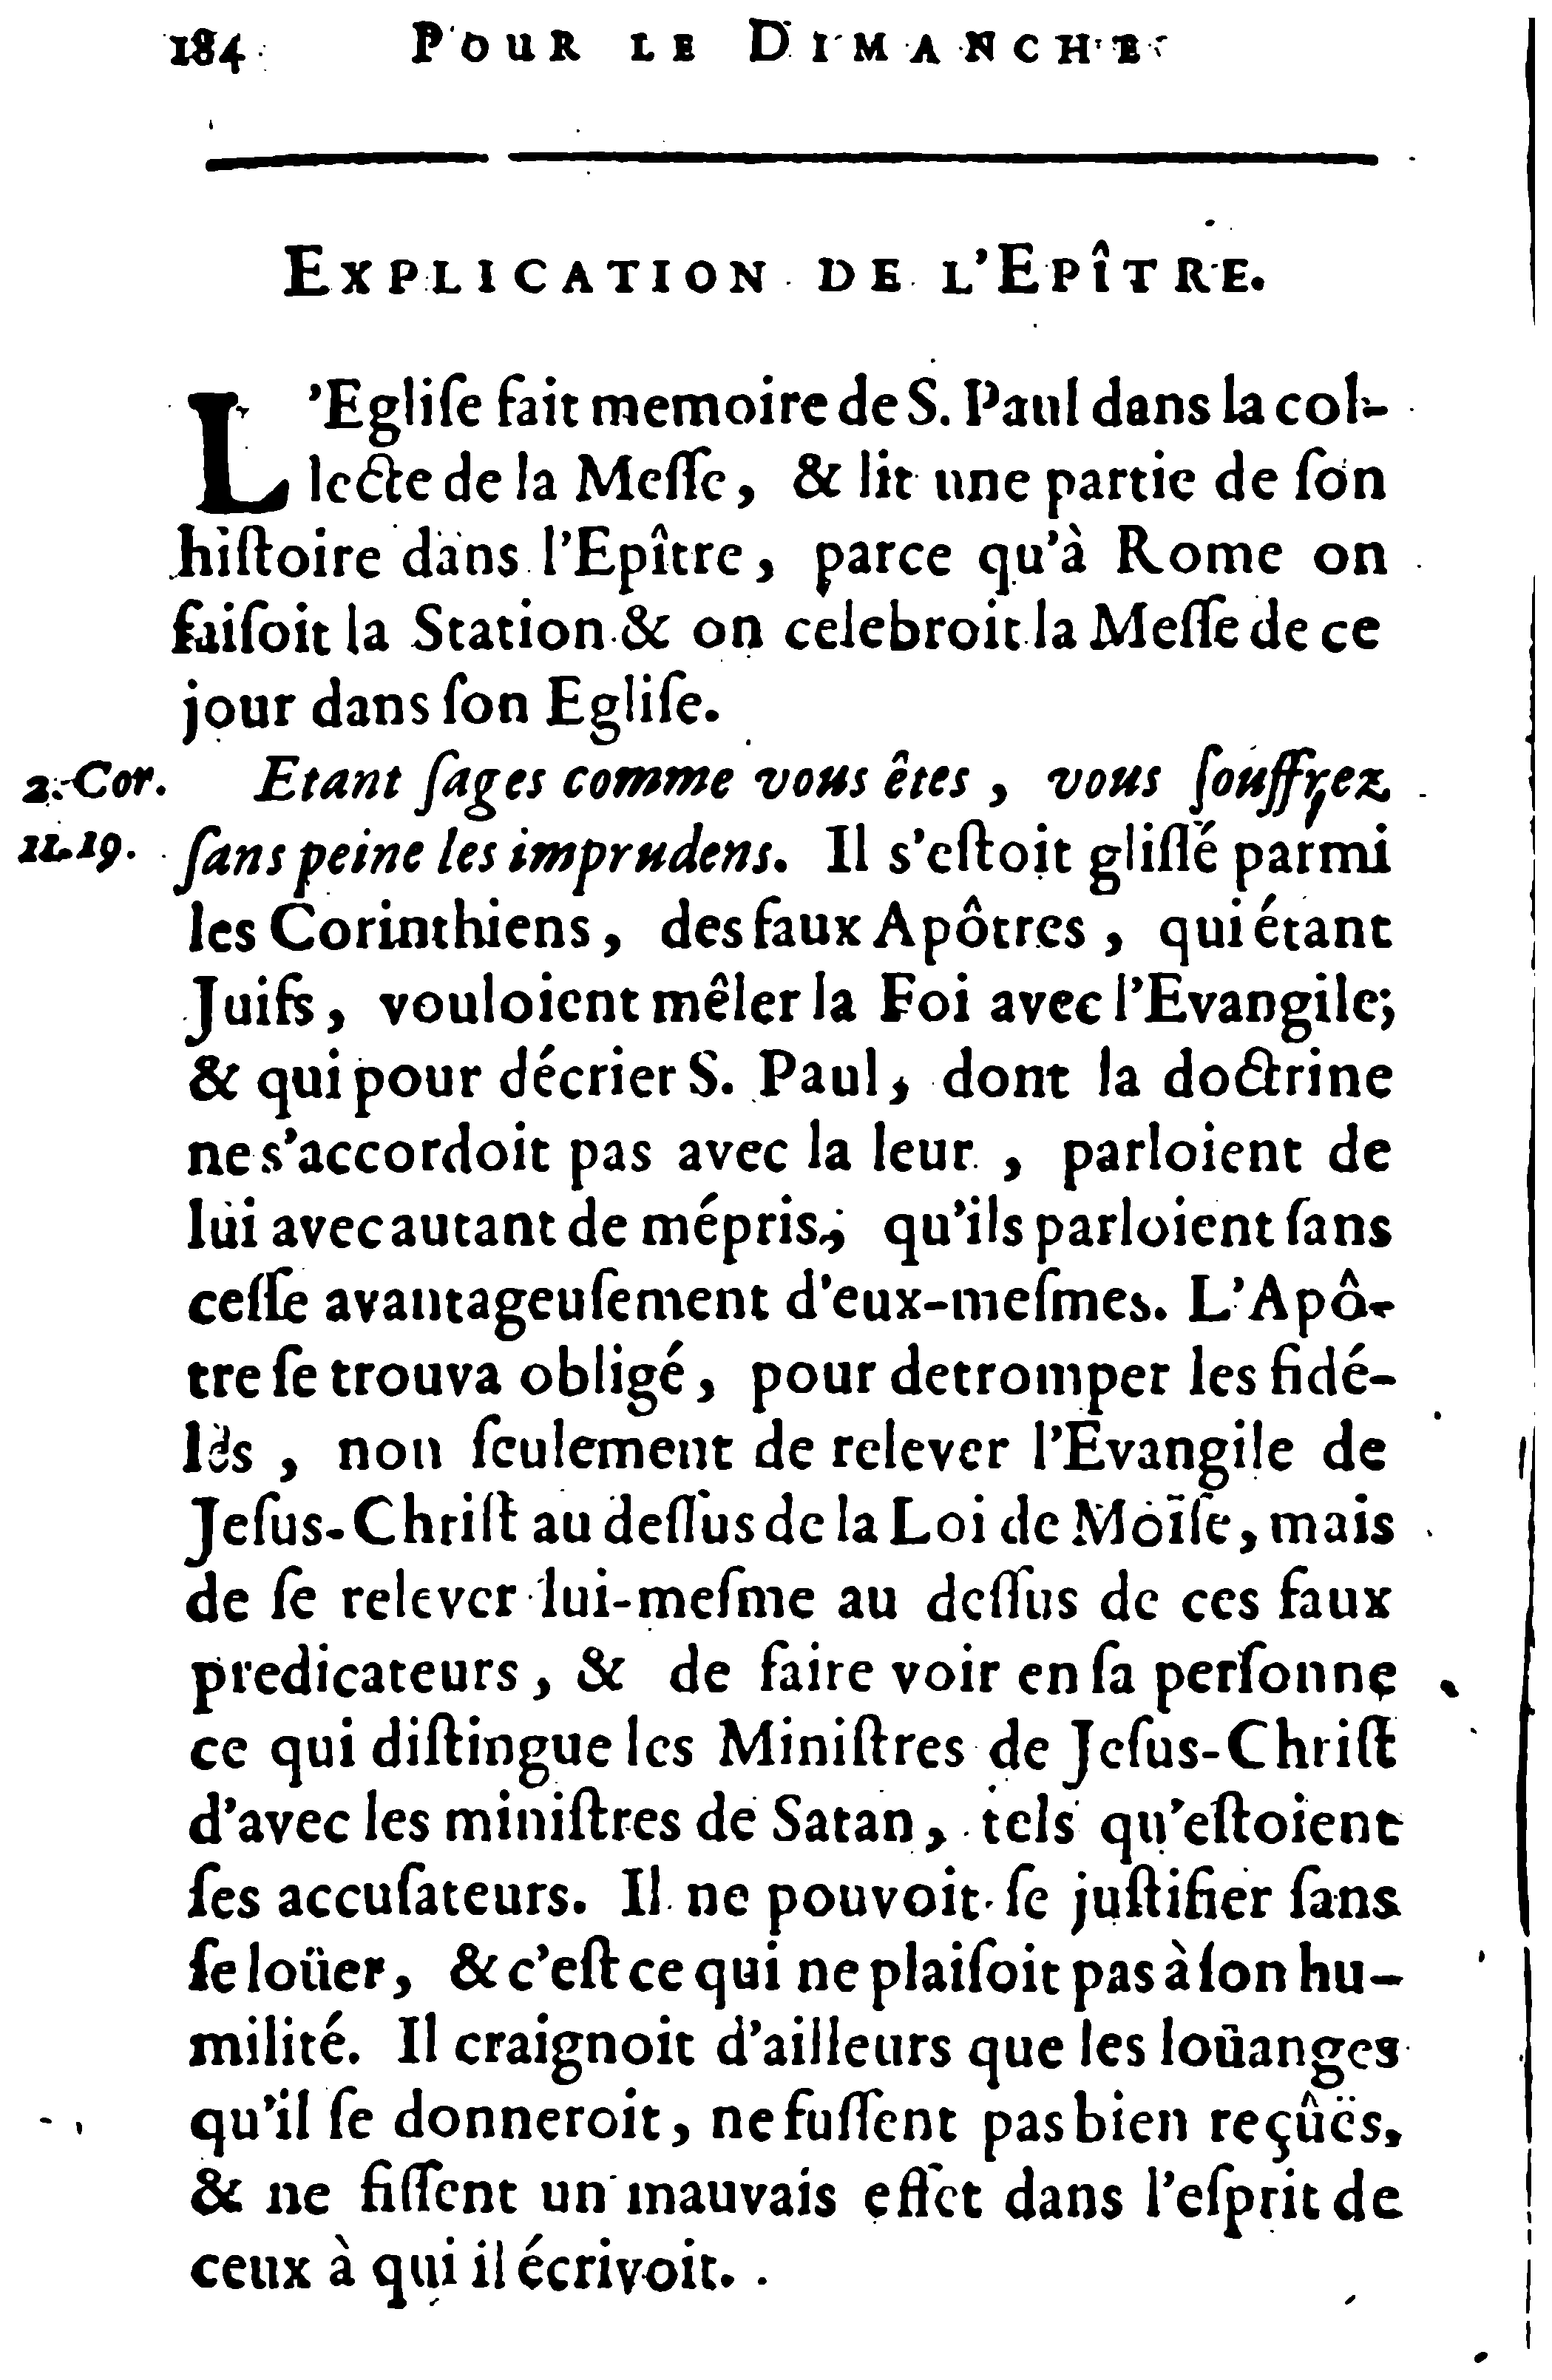 184 POUR LE DIMANCHE
EXPLICATION DE L'EPÎTRE.
L'Egliſe fait memoire de S. Paul dans la col-
lecte de la Meſſe, & lit une partie de ſon
hiſtoire dans l'Epître, parce qu'à Rome on
faiſoit la Station & on celebroit la Meſſe de ce
jour dans ſon Egliſe.
2. Cor. Etant ſages comme vous êtes, vous ſouffrez
11. 19. ſans peine les imprudens. Il s'eſtoit gliſſé parmi
les Corinthiens, des faux Apôtres, qui étant
Juifs, vouloient mêler la Foi avec l'Evangile;
& qui pour décrier S. Paul, dont la doctrine
ne s'accordoit pas avec la leur, parloient de
lui avec autant de mépris, qu'ils parloient ſans
ceſſe avantageuſement d'eux-meſmes. L'Apô-
tre ſe trouva obligé, pour detromper les fidé-
les, non ſeulement de relever l'Evangile de
Jeſus-Chriſt au deſſus de la Loi de Moïſe, mais
de ſe relever lui-meſme au deſſus de ces faux
predicateurs, & de faire voir en ſa perſonne
ce qui diſtingue les Miniſtres de Jeſus-Chriſt
d'avec les miniſtres de Satan, tels qu'eſtoient
ſes accuſateurs. Il ne pouvoit ſe juſtifier ſans
ſe loüer, & c'eſt ce qui ne plaiſoit pas à ſon hu-
milité. Il craignoit d'ailleurs que les loüanges
qu'il ſe donneroit, ne fuſſent pas bien reçûës,
& ne fiſſent un mauvais effet dans l'eſprit de
ceux à qui il écrivoit.